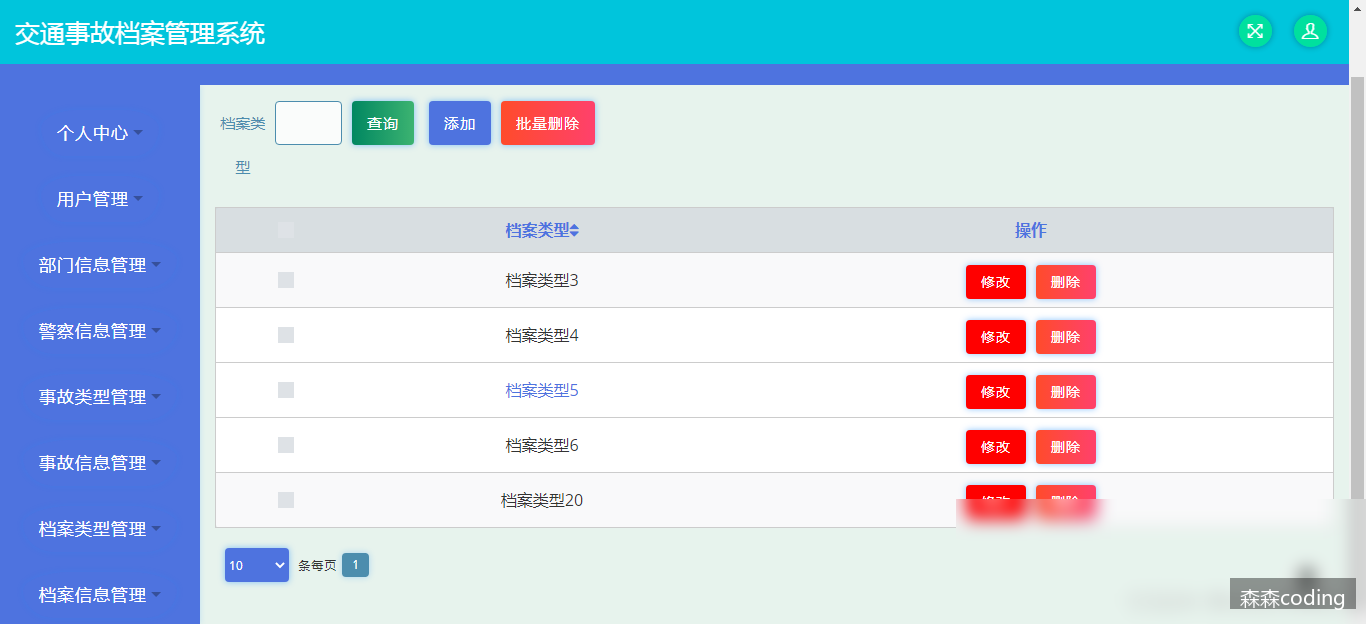 交通事故档案管理系统
个人中心
用户管理
部门信息管理
警察信息管理
事故类型管理
事故信息管理
档案类型管理
档案信息管理
档案类型 查询 添加 批量删除
档案类型 操作
档案类型3 修改 删除
档案类型4 修改 删除
档案类型5 修改 删除
档案类型6 修改 删除
档案类型20 修改 删除
10 条每页 1
森森coding